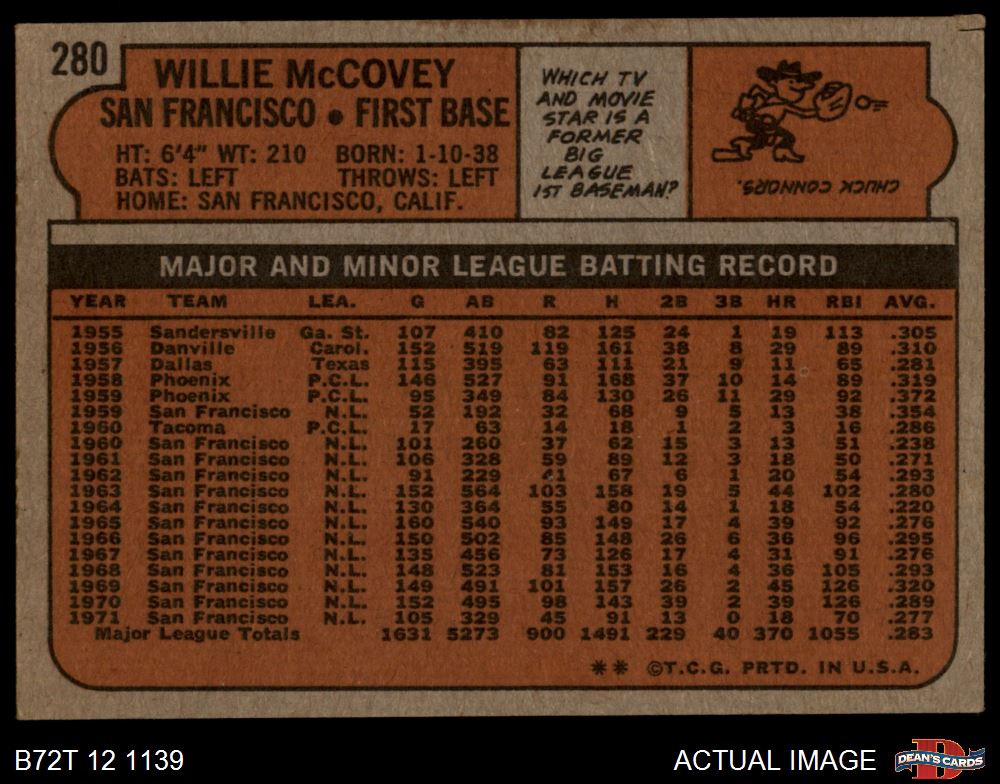 280
WILLIE McCOVEY
SAN FRANCISCO • FIRST BASE
HT: 6'4" WT: 210 BORN: 1-10-38
BATS: LEFT THROWS: LEFT
HOME: SAN FRANCISCO, CALIF.
WHICH TV
AND MOVIE
STAR IS A
FORMER
BIG
LEAGUE
1ST BASEMAN?
CHUCK CONNORS.
MAJOR AND MINOR LEAGUE BATTING RECORD
YEAR TEAM LEA. G AB R H 2B 3B HR RBI AVG.
1955 Sandersville Ga. St. 107 410 82 125 24 1 19 113 .305
1956 Danville Carol. 152 519 119 161 38 8 29 89 .310
1957 Dallas Texas 115 395 63 111 21 9 11 65 .281
1958 Phoenix P.C.L. 146 527 91 168 37 10 14 89 .319
1959 Phoenix P.C.L. 95 349 84 130 26 11 29 92 .372
1959 San Francisco N.L. 52 192 32 68 9 5 13 38 .354
1960 Tacoma P.C.L. 17 63 14 18 1 2 3 16 .286
1960 San Francisco N.L. 101 260 37 62 15 3 13 51 .238
1961 San Francisco N.L. 106 328 59 89 12 3 18 50 .271
1962 San Francisco N.L. 91 229 67 6 1 20 54 .293
1963 San Francisco N.L. 152 564 103 158 19 5 44 102 .280
1964 San Francisco N.L. 130 364 55 80 14 1 18 54 .220
1965 San Francisco N.L. 160 540 93 149 17 4 39 92 .276
1966 San Francisco N.L. 150 502 85 148 26 6 36 96 .295
1967 San Francisco N.L. 135 456 73 126 17 4 31 91 .276
1968 San Francisco N.L. 148 523 81 153 16 4 36 105 .293
1969 San Francisco N.L. 149 491 101 157 26 2 45 126 .320
1970 San Francisco N.L. 152 495 98 143 39 2 39 126 .289
1971 San Francisco N.L. 105 329 45 91 13 0 18 70 .277
Major League Totals 1631 5273 900 1491 229 40 370 1055 .283
** ©T.C.G. PRTD. IN U.S.A.
B72T 12 1139
ACTUAL IMAGE
DEAN'S CARDS